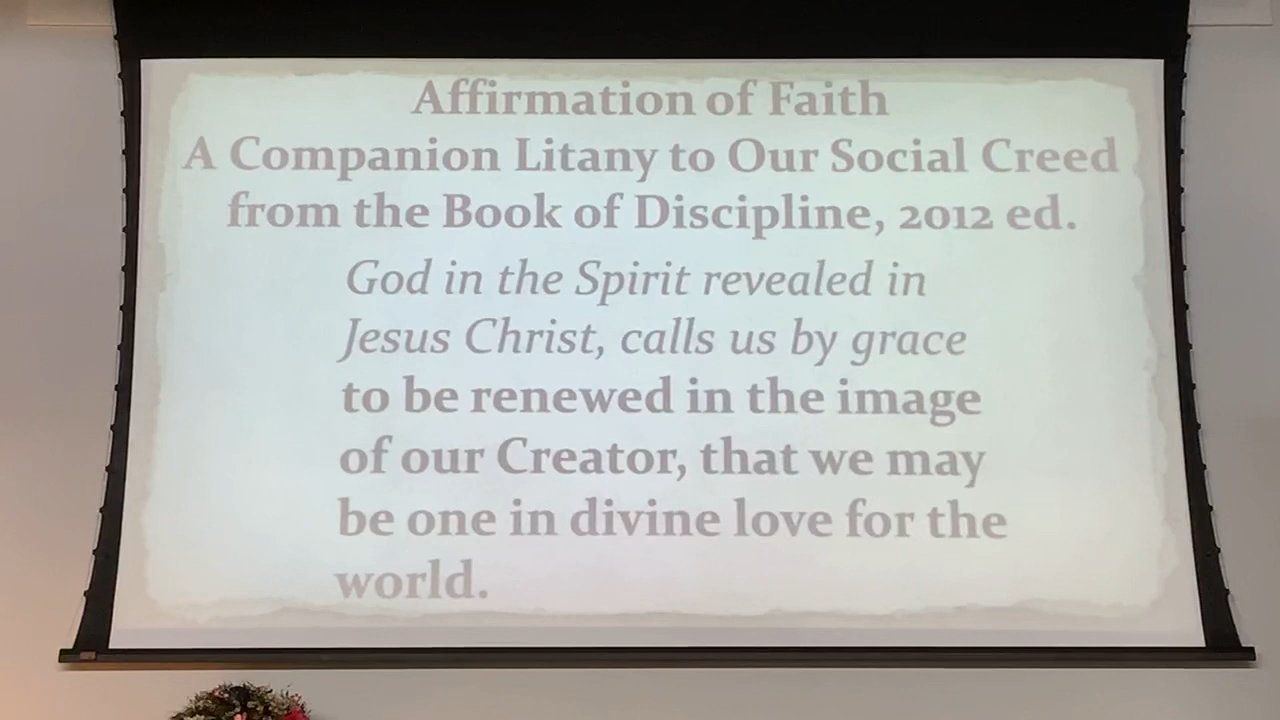 Affirmation of Faith
A Companion Litany to Our Social Creed
from the Book of Discipline, 2012 ed.
God in the Spirit revealed in
Jesus Christ, calls us by grace
to be renewed in the image
of our Creator, that we may
be one in divine love for the
world.